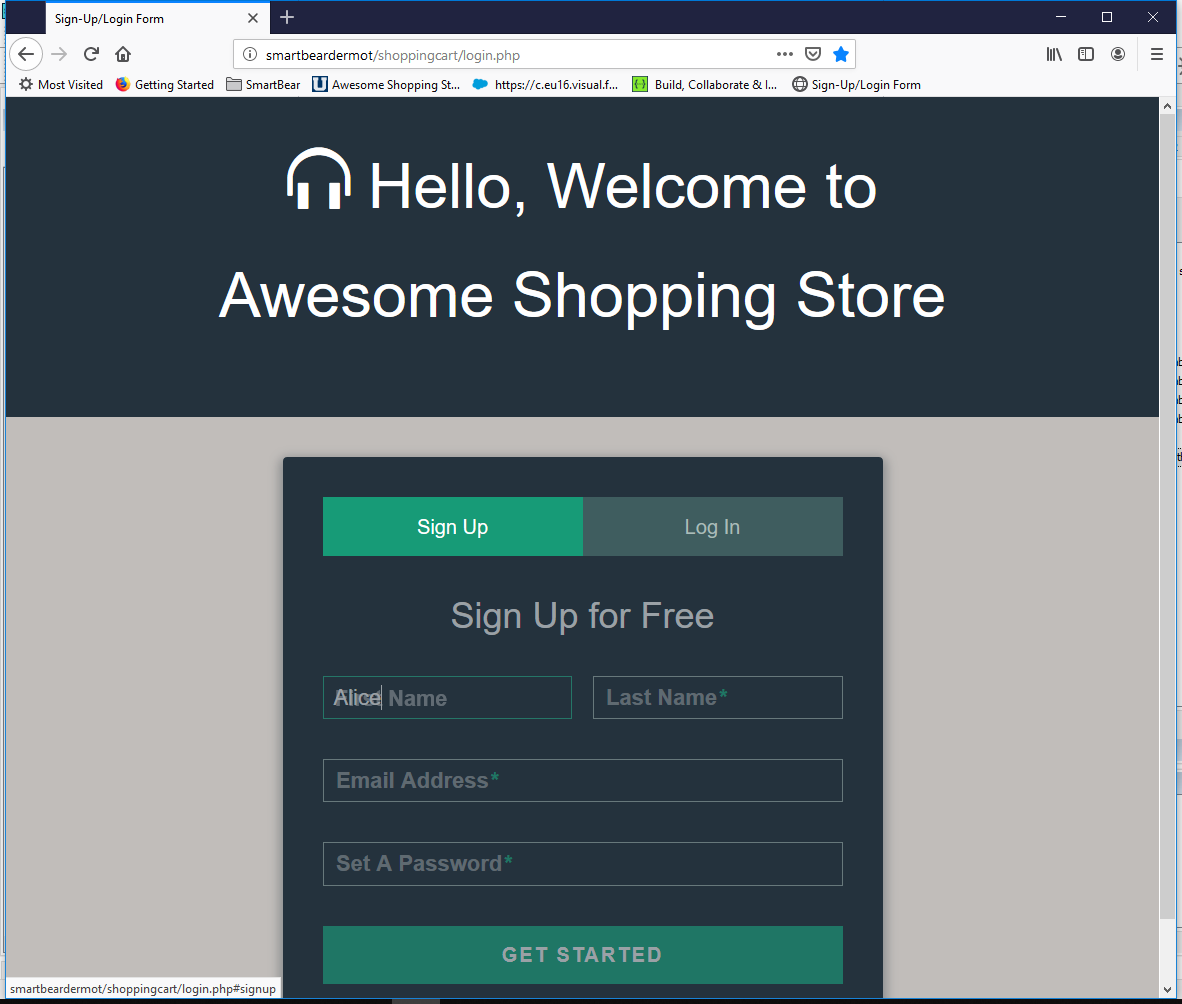 Sign-Up/Login Form
smartbeardermot/shoppingcart/login.php
Most Visited Getting Started SmartBear Awesome Shopping St... https://c.eu16.visual.f... Build, Collaborate & I... Sign-Up/Login Form
Hello, Welcome to
Awesome Shopping Store
Sign Up Log In
Sign Up for Free
Alice Name Last Name*
Email Address*
Set A Password*
GET STARTED
smartbeardermot/shoppingcart/login.php#signup